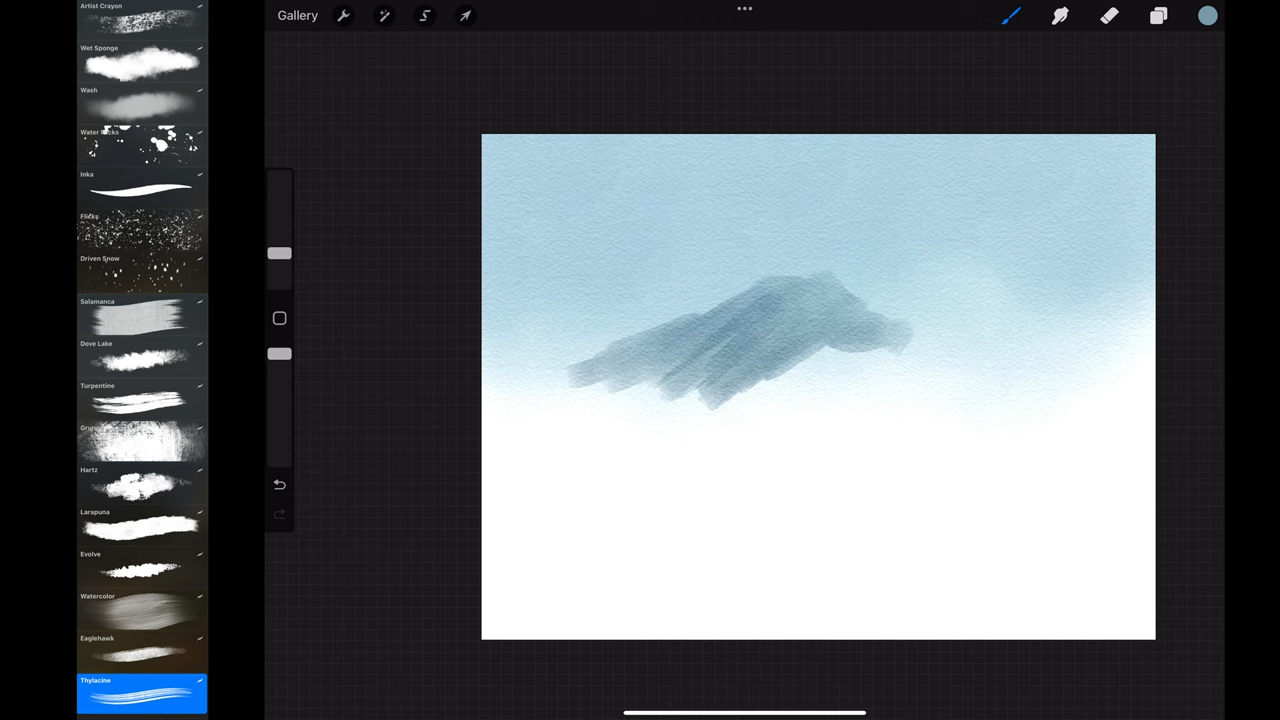 Artist Crayon
Wet Sponge
Wash
Water Flicks
Inka
Flicks
Driven Snow
Salamanca
Dove Lake
Turpentine
Hartz
Larapuna
Evolve
Watercolor
Eaglehawk
Thylacine
Gallery